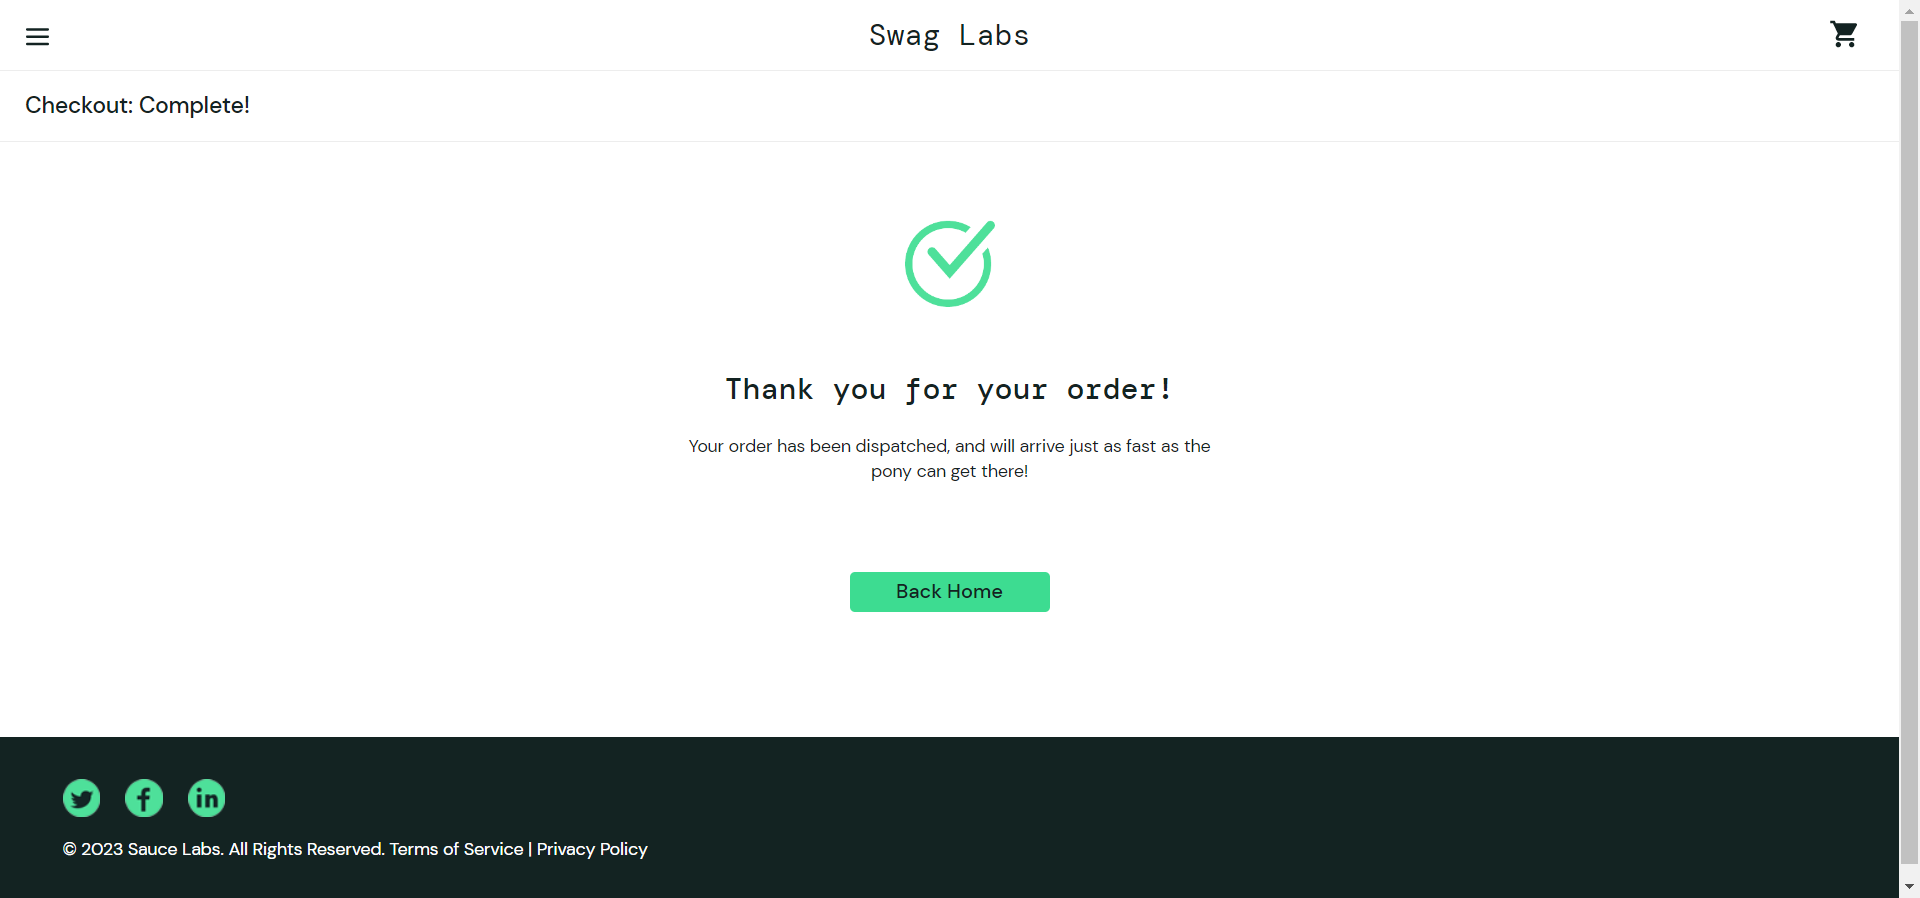 Swag Labs
Checkout: Complete!
Thank you for your order!
Your order has been dispatched, and will arrive just as fast as the
pony can get there!
Back Home
© 2023 Sauce Labs. All Rights Reserved. Terms of Service | Privacy Policy